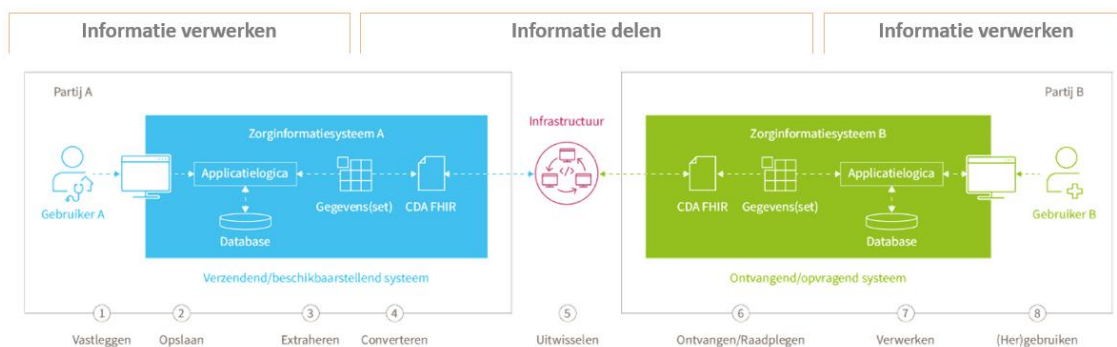 Informatie verwerken
Informatie delen
Informatie verwerken
Partij A
Partij B
Infrastructuur
Zorginformatiesysteem A
Zorginformatiesysteem B
Applicatielogica
</>
Applicatielogica
Gebruiker A
Gegevens(set)
CDA FHIR
CDA FHIR
Gegevens(set)
Gebruiker B
Database
Database
Verzendend/beschikbaarstellend systeem
Ontvangend/opvragend systeem
1
2
3
4
5
6
7
8
Vastleggen
Opslaan
Extraheren
Converteren
Uitwisselen
Ontvangen/Raadplegen
Verwerken
(Her)gebruiken